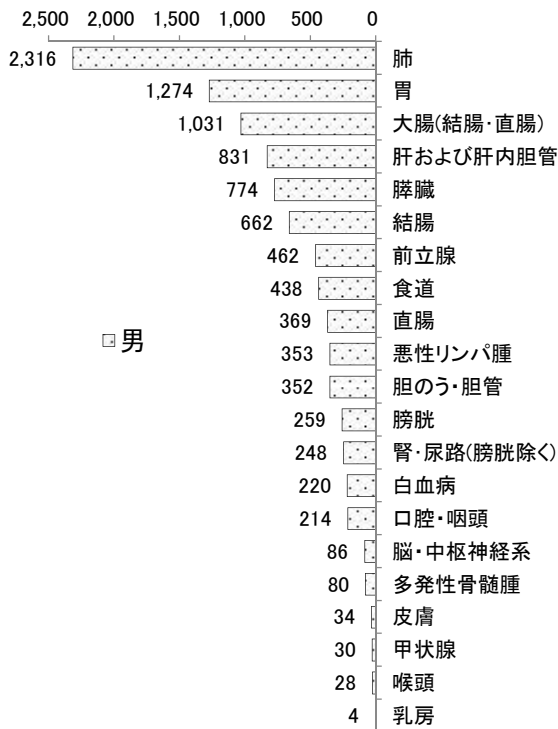 2,500 2,000 1,500 1,000 500 0
2,316 肺
1,274 胃
1,031 大腸(結腸・直腸)
831 肝および肝内胆管
774 膵臓
662 結腸
462 前立腺
438 食道
369 直腸
男
353 悪性リンパ腫
352 胆のう・胆管
259 膀胱
248 腎・尿路(膀胱除く)
220 白血病
214 口腔・咽頭
86 脳・中枢神経系
80 多発性骨髄腫
34 皮膚
30 甲状腺
28 喉頭
4 乳房